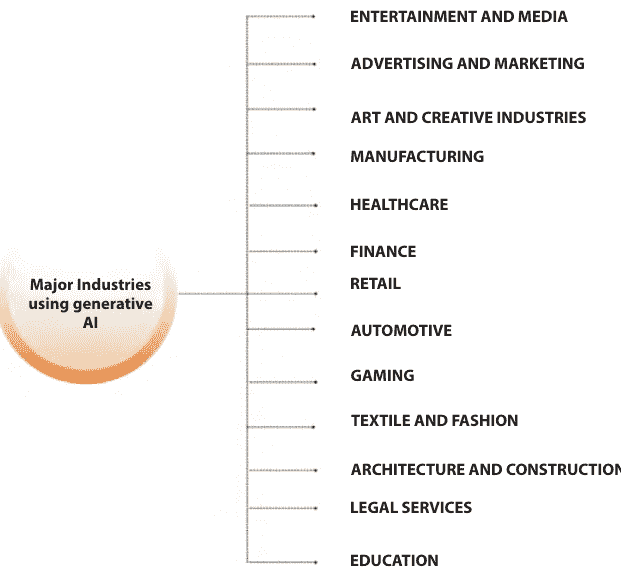 ENTERTAINMENT AND MEDIA
ADVERTISING AND MARKETING
ART AND CREATIVE INDUSTRIES
MANUFACTURING
HEALTHCARE
FINANCE
RETAIL
Major Industries
using generative
AI
AUTOMOTIVE
GAMING
TEXTILE AND FASHION
ARCHITECTURE AND CONSTRUCTION
LEGAL SERVICES
EDUCATION